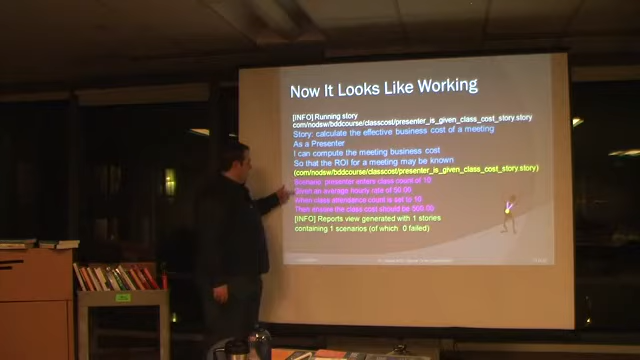 Now It Looks Like Working
[INFO] Running story
com/nodsw/bddcourse/classcost/presenter_is_given_class_cost_story.story
Story: calculate the effective business cost of a meeting
As a Presenter
I can compute the meeting business cost
So that the ROI for a meeting may be known
(com/nodsw/bddcourse/classcost/presenter_is_given_class_cost_story.story)
Scenario: presenter enters class count of 10
Given an average hourly rate of 50.00
When class attendance count is set to 10
Then ensure the class cost should be 500.00
[INFO] Reports view generated with 1 stories
containing 1 scenarios (of which 0 failed)